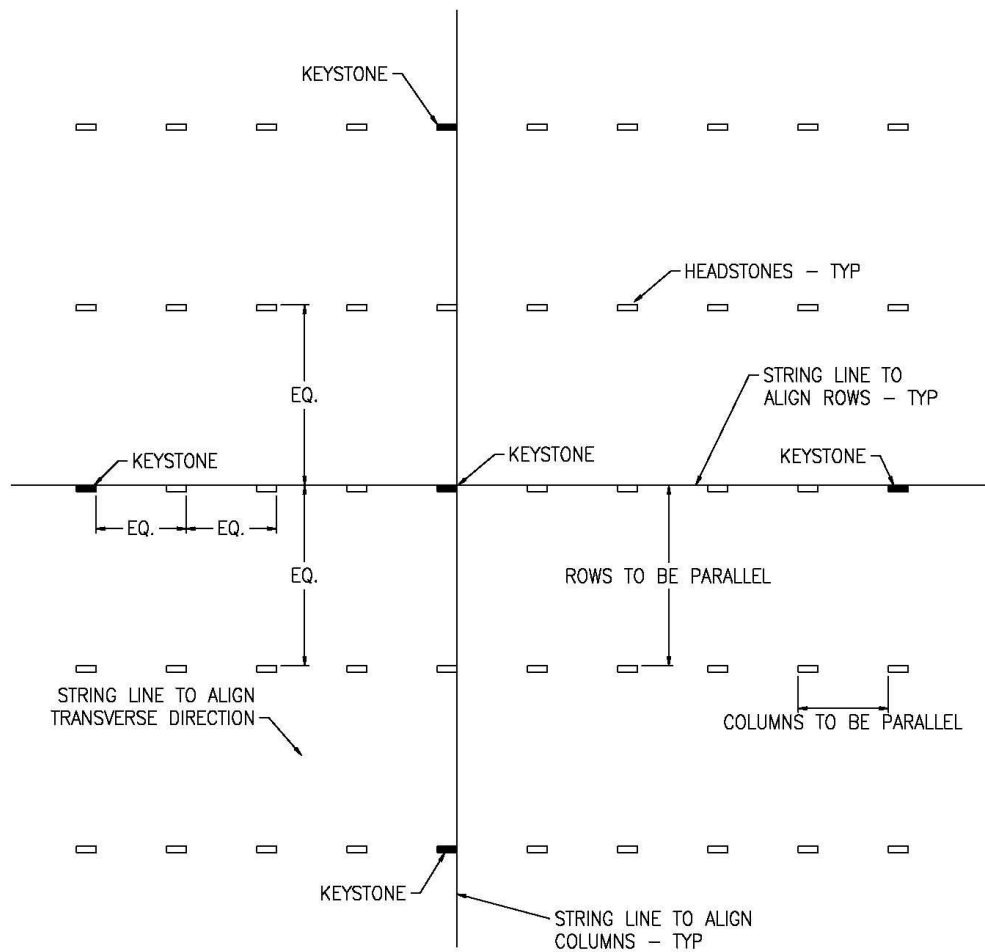 KEYSTONE
HEADSTONES – TYP
EQ.
STRING LINE TO
ALIGN ROWS – TYP
KEYSTONE
KEYSTONE
KEYSTONE
EQ.
EQ.
EQ.
ROWS TO BE PARALLEL
STRING LINE TO ALIGN
TRANSVERSE DIRECTION
COLUMNS TO BE PARALLEL
KEYSTONE
STRING LINE TO ALIGN
COLUMNS – TYP